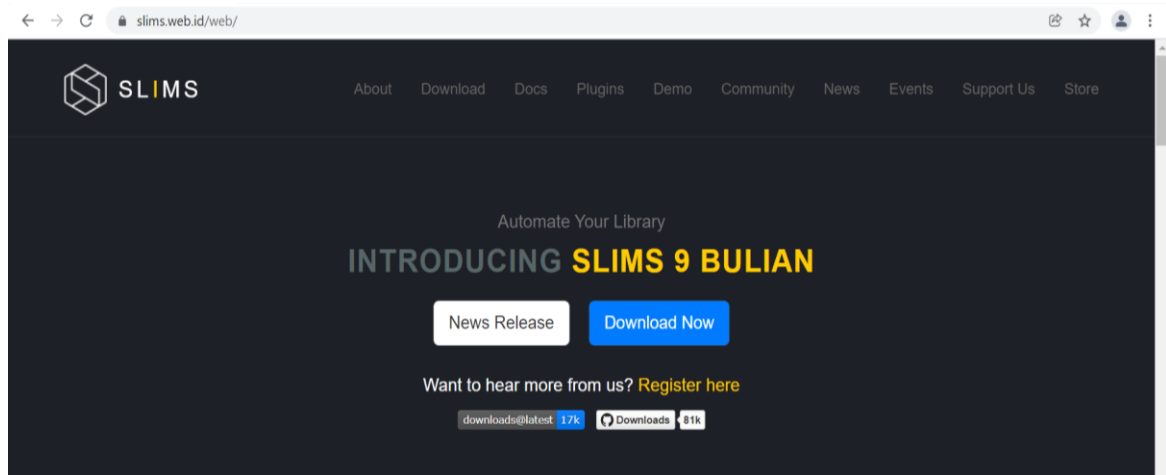 slims.web.id/web/
SLIMS
About Download Docs Plugins Demo Community News Events Support Us Store
Automate Your Library
INTRODUCING SLIMS 9 BULIAN
News Release Download Now
Want to hear more from us? Register here
downloads@latest 17k Downloads 81k